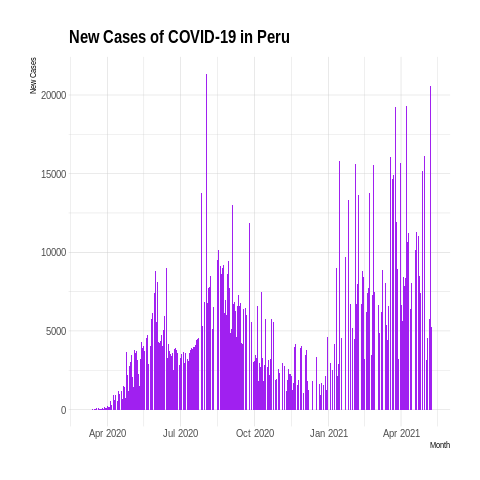 New Cases of COVID-19 in Peru
New Cases
20000
15000
10000
5000
0
Apr 2020 Jul 2020 Oct 2020 Jan 2021 Apr 2021
Month